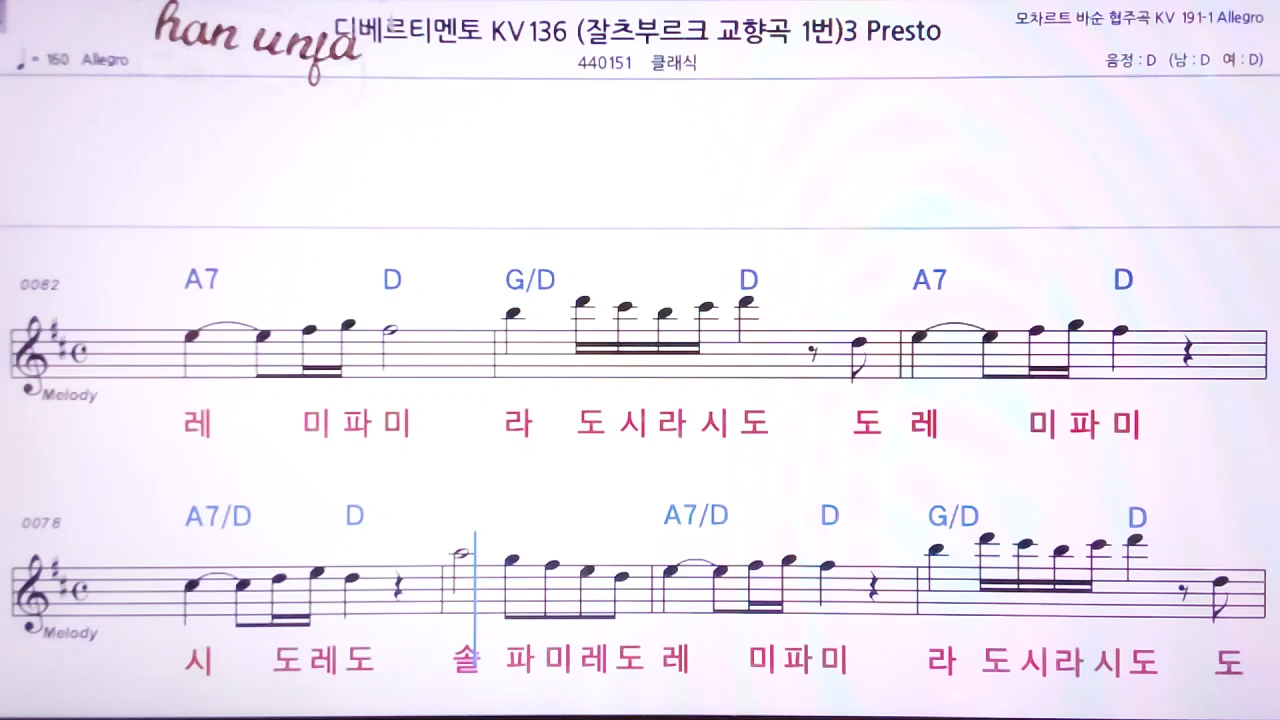 han unfa
디베르티멘토 KV136 (잘츠부르크 교향곡 1번)3 Presto
모차르트 바순 협주곡 KV 191-1 Allegro
♩= 160 Allegro
440151 클래식
음정 : D (남 : D 여 : D)
0082 A7 D G/D D A7 D
Melody
레 미 파 미 라 도 시 라 시 도 도 레 미 파 미
0078 A7/D D A7/D D G/D D
Melody
시 도 레 도 솔 파 미 레 도 레 미 파 미 라 도 시 라 시 도 도